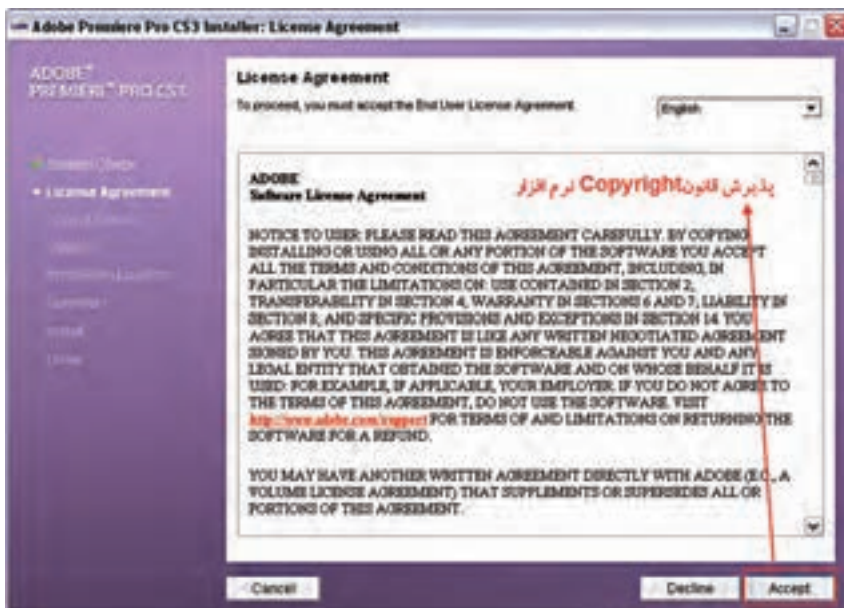 Adobe Premiere Pro CS3 Installer: License Agreement
ADOBE®
PREMIERE® PRO CS3
System Check
License Agreement
Installation Location
Summary
Install
License Agreement
To proceed, you must accept the End User License Agreement.
English
ADOBE
Software License Agreement
پذیرش قانون Copyright نرم افزار
NOTICE TO USER: PLEASE READ THIS AGREEMENT CAREFULLY. BY COPYING
INSTALLING OR USING ALL OR ANY PORTION OF THE SOFTWARE YOU ACCEPT
ALL THE TERMS AND CONDITIONS OF THIS AGREEMENT, INCLUDING, IN
PARTICULAR THE LIMITATIONS ON: USE CONTAINED IN SECTION 2,
TRANSFERABILITY IN SECTION 4, WARRANTY IN SECTIONS 6 AND 7, LIABILITY IN
SECTION 8, AND SPECIFIC PROVISIONS AND EXCEPTIONS IN SECTION 14. YOU
AGREE THAT THIS AGREEMENT IS LIKE ANY WRITTEN NEGOTIATED AGREEMENT
SIGNED BY YOU. THIS AGREEMENT IS ENFORCEABLE AGAINST YOU AND ANY
LEGAL ENTITY THAT OBTAINED THE SOFTWARE AND ON WHOSE BEHALF IT IS
USED: FOR EXAMPLE, IF APPLICABLE, YOUR EMPLOYER. IF YOU DO NOT AGREE TO
THE TERMS OF THIS AGREEMENT, DO NOT USE THE SOFTWARE. VISIT
http://www.adobe.com/support FOR TERMS OF AND LIMITATIONS ON RETURNING THE
SOFTWARE FOR A REFUND.
YOU MAY HAVE ANOTHER WRITTEN AGREEMENT DIRECTLY WITH ADOBE (E.G., A
VOLUME LICENSE AGREEMENT) THAT SUPPLEMENTS OR SUPERSEDES ALL OR
PORTIONS OF THIS AGREEMENT.
Cancel
Decline
Accept